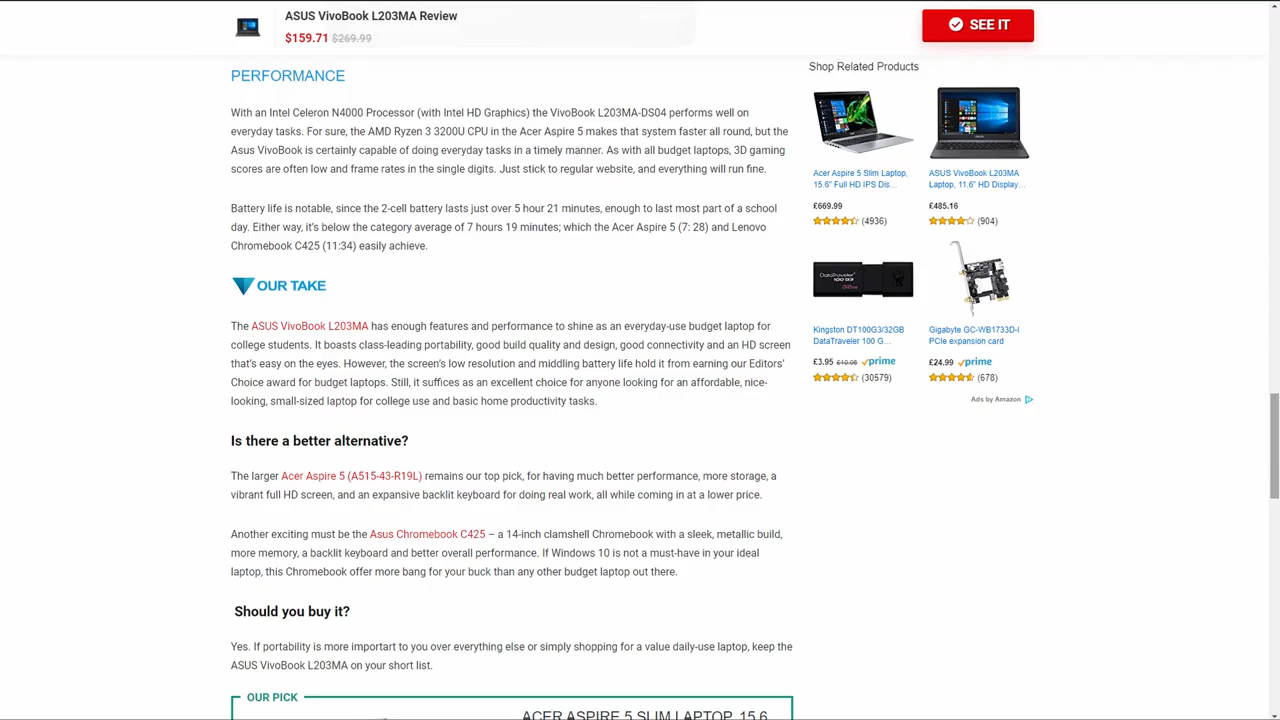 ASUS VivoBook L203MA Review
$159.71 $269.99
SEE IT
PERFORMANCE
With an Intel Celeron N4000 Processor (with Intel HD Graphics) the VivoBook L203MA-DS04 performs well on
everyday tasks. For sure, the AMD Ryzen 3 3200U CPU in the Acer Aspire 5 makes that system faster all round, but the
Asus VivoBook is certainly capable of doing everyday tasks in a timely manner. As with all budget laptops, 3D gaming
scores are often low and frame rates in the single digits. Just stick to regular website, and everything will run fine.
Battery life is notable, since the 2-cell battery lasts just over 5 hour 21 minutes, enough to last most part of a school
day. Either way, it's below the category average of 7 hours 19 minutes; which the Acer Aspire 5 (7: 28) and Lenovo
Chromebook C425 (11:34) easily achieve.
OUR TAKE
The ASUS VivoBook L203MA has enough features and performance to shine as an everyday-use budget laptop for
college students. It boasts class-leading portability, good build quality and design, good connectivity and an HD screen
that's easy on the eyes. However, the screen's low resolution and middling battery life hold it from earning our Editors'
Choice award for budget laptops. Still, it suffices as an excellent choice for anyone looking for an affordable, nice-
looking, small-sized laptop for college use and basic home productivity tasks.
Is there a better alternative?
The larger Acer Aspire 5 (A515-43-R19L) remains our top pick, for having much better performance, more storage, a
vibrant full HD screen, and an expansive backlit keyboard for doing real work, all while coming in at a lower price.
Another exciting must be the Asus Chromebook C425 – a 14-inch clamshell Chromebook with a sleek, metallic build,
more memory, a backlit keyboard and better overall performance. If Windows 10 is not a must-have in your ideal
laptop, this Chromebook offer more bang for your buck than any other budget laptop out there.
Should you buy it?
Yes. If portability is more importart to you over everything else or simply shopping for a value daily-use laptop, keep the
ASUS VivoBook L203MA on your short list.
OUR PICK
ACER ASPIRE 5 SLIM LAPTOP, 15.6
Shop Related Products
Acer Aspire 5 Slim Laptop,
15.6" Full HD IPS Dis...
£669.99
(4936)
ASUS VivoBook L203MA
Laptop, 11.6" HD Display...
£485.16
(904)
DataTraveler
100 G3
Kingston DT100G3/32GB
DataTraveler 100 G...
£3.95 £10.06 prime
(30579)
Gigabyte GC-WB1733D-I
PCIe expansion card
£24.99 prime
(678)
Ads by Amazon